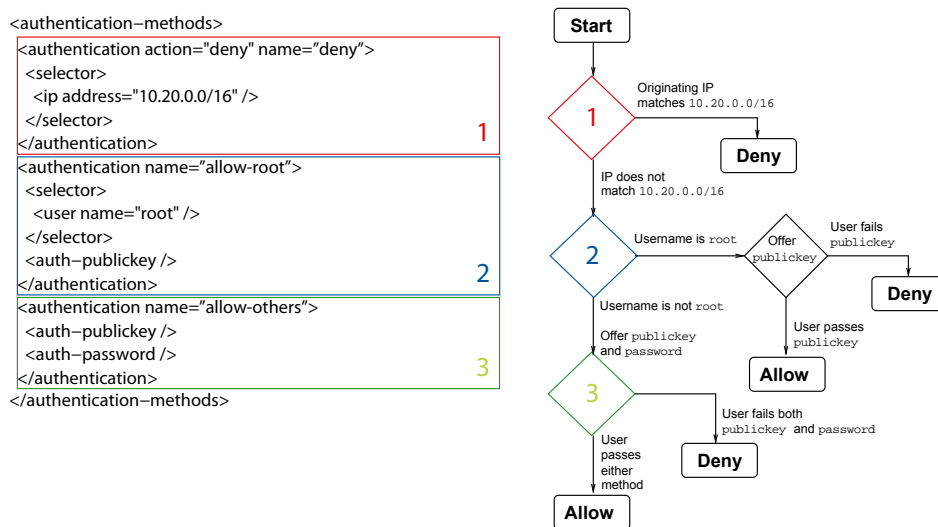 <authentication–methods>
<authentication action="deny" name=”deny”>
<selector>
<ip address="10.20.0.0/16" />
</selector>
</authentication>
1
<authentication name=”allow-root”>
<selector>
<user name="root" />
</selector>
<auth–publickey />
</authentication>
2
<authentication name=”allow-others”>
<auth–publickey />
<auth–password />
</authentication>
3
</authentication–methods>
Start
1
Originating IP
matches 10.20.0.0/16
Deny
IP does not
match 10.20.0.0/16
2
Username is root
Offer
publickey
User fails
publickey
Deny
Username is not root
User passes
publickey
Allow
Offer publickey
and password
3
User fails both
publickey and password
Deny
User
passes
either
method
Allow